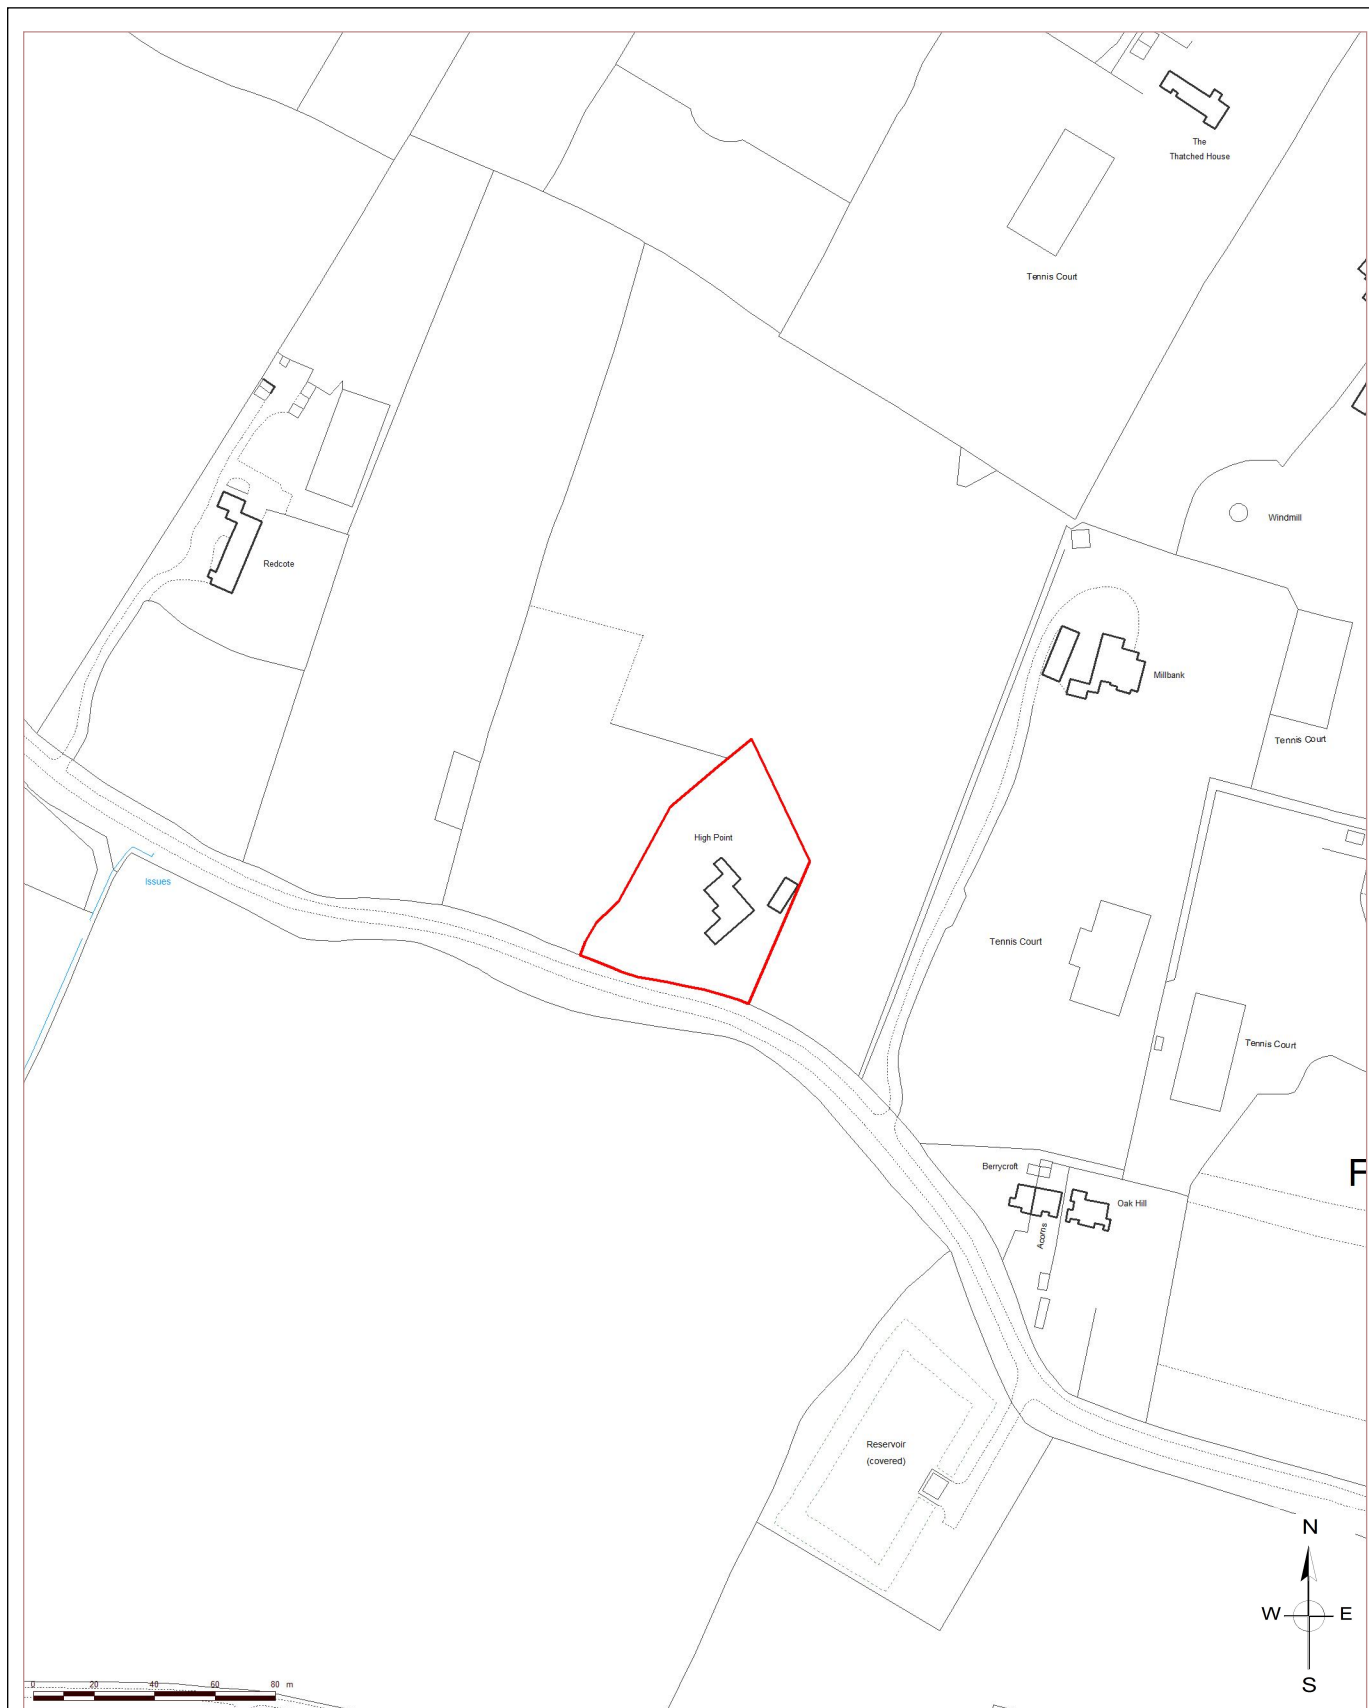 The
Thatched House
Tennis Court
Windmill
Redcote
Millbank
Tennis Court
High Point
Issues
Tennis Court
Tennis Court
Berrycroft
F
Oak Hill
Acorns
Reservoir
(covered)
N
W E
S
0 20 40 60 80 m